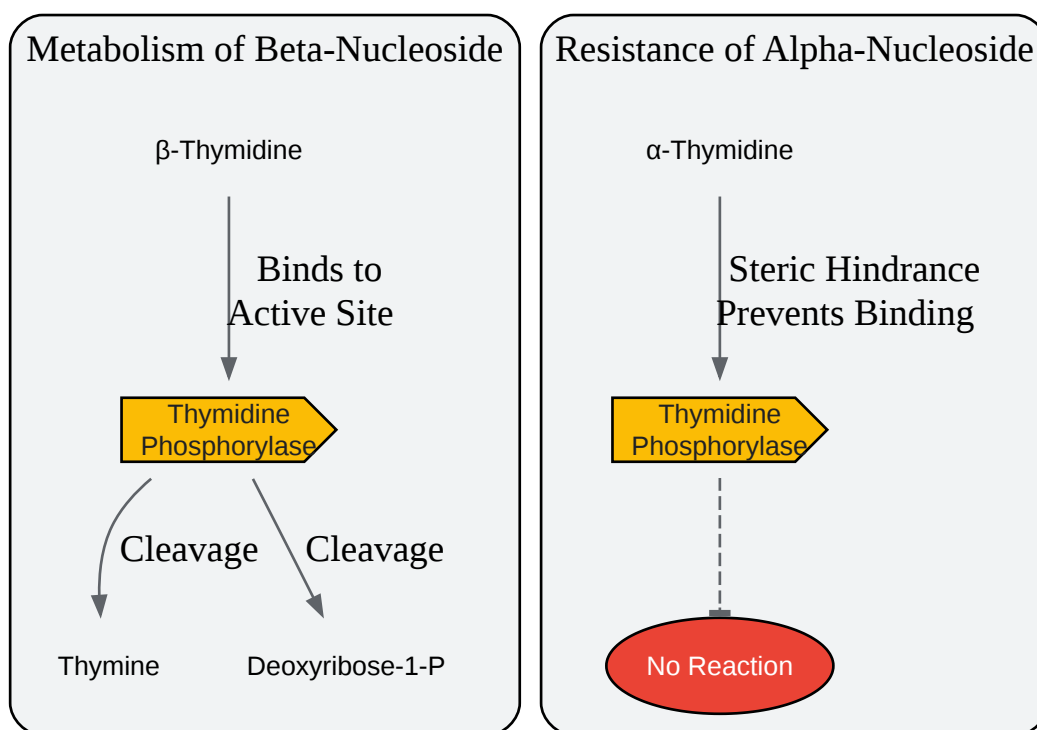 Metabolism of Beta-Nucleoside
β-Thymidine
Binds to
Active Site
Thymidine
Phosphorylase
Cleavage
Cleavage
Thymine
Deoxyribose-1-P
Resistance of Alpha-Nucleoside
α-Thymidine
Steric Hindrance
Prevents Binding
Thymidine
Phosphorylase
No Reaction